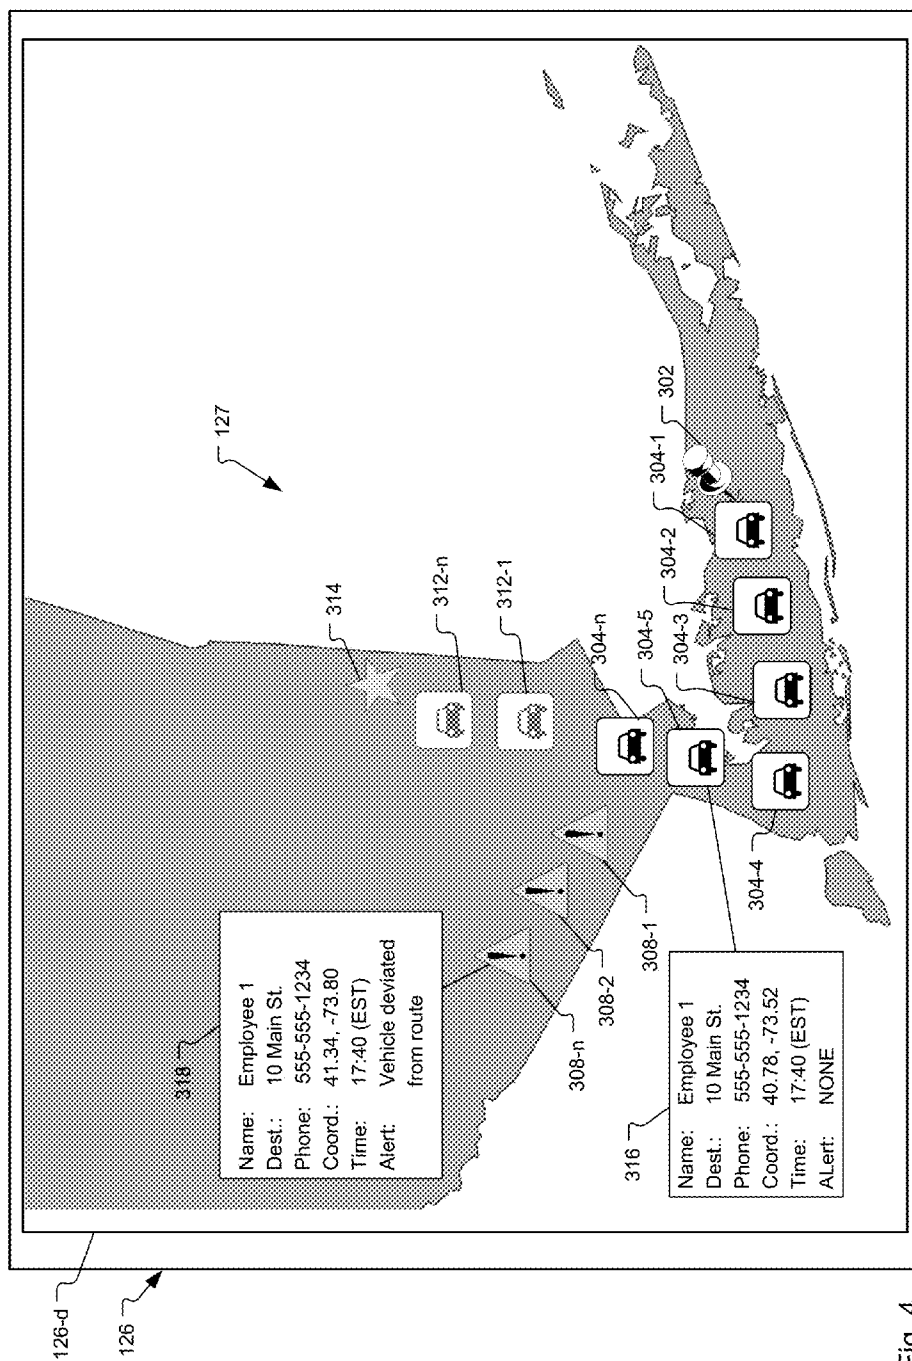 126-d
126
127
314
312-n
312-1
304-n
304-5
304-3
304-2
304-1
302
304-4
308-1
308-2
308-n
318
Name: Employee 1
Dest.: 10 Main St.
Phone: 555-555-1234
Coord.: 41.34, -73.80
Time: 17:40 (EST)
Alert: Vehicle deviated
from route
316
Name: Employee 1
Dest.: 10 Main St.
Phone: 555-555-1234
Coord.: 40.78, -73.52
Time: 17:40 (EST)
ALert: NONE
Fig. 4